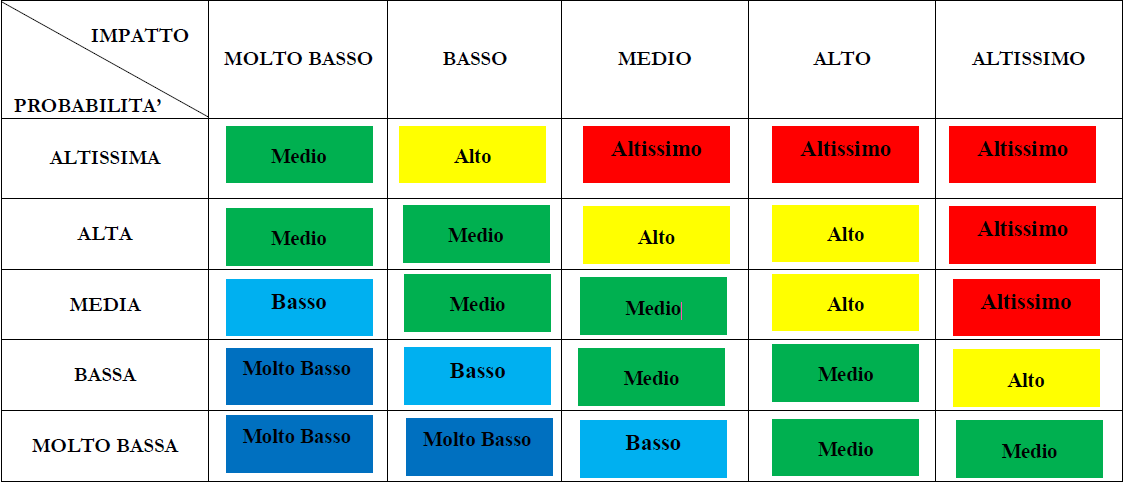 IMPATTO
PROBABILITA’
MOLTO BASSO BASSO MEDIO ALTO ALTISSIMO
ALTISSIMA Medio Alto Altissimo Altissimo Altissimo
ALTA Medio Medio Alto Alto Altissimo
MEDIA Basso Medio Medio Alto Altissimo
BASSA Molto Basso Basso Medio Medio Alto
MOLTO BASSA Molto Basso Molto Basso Basso Medio Medio